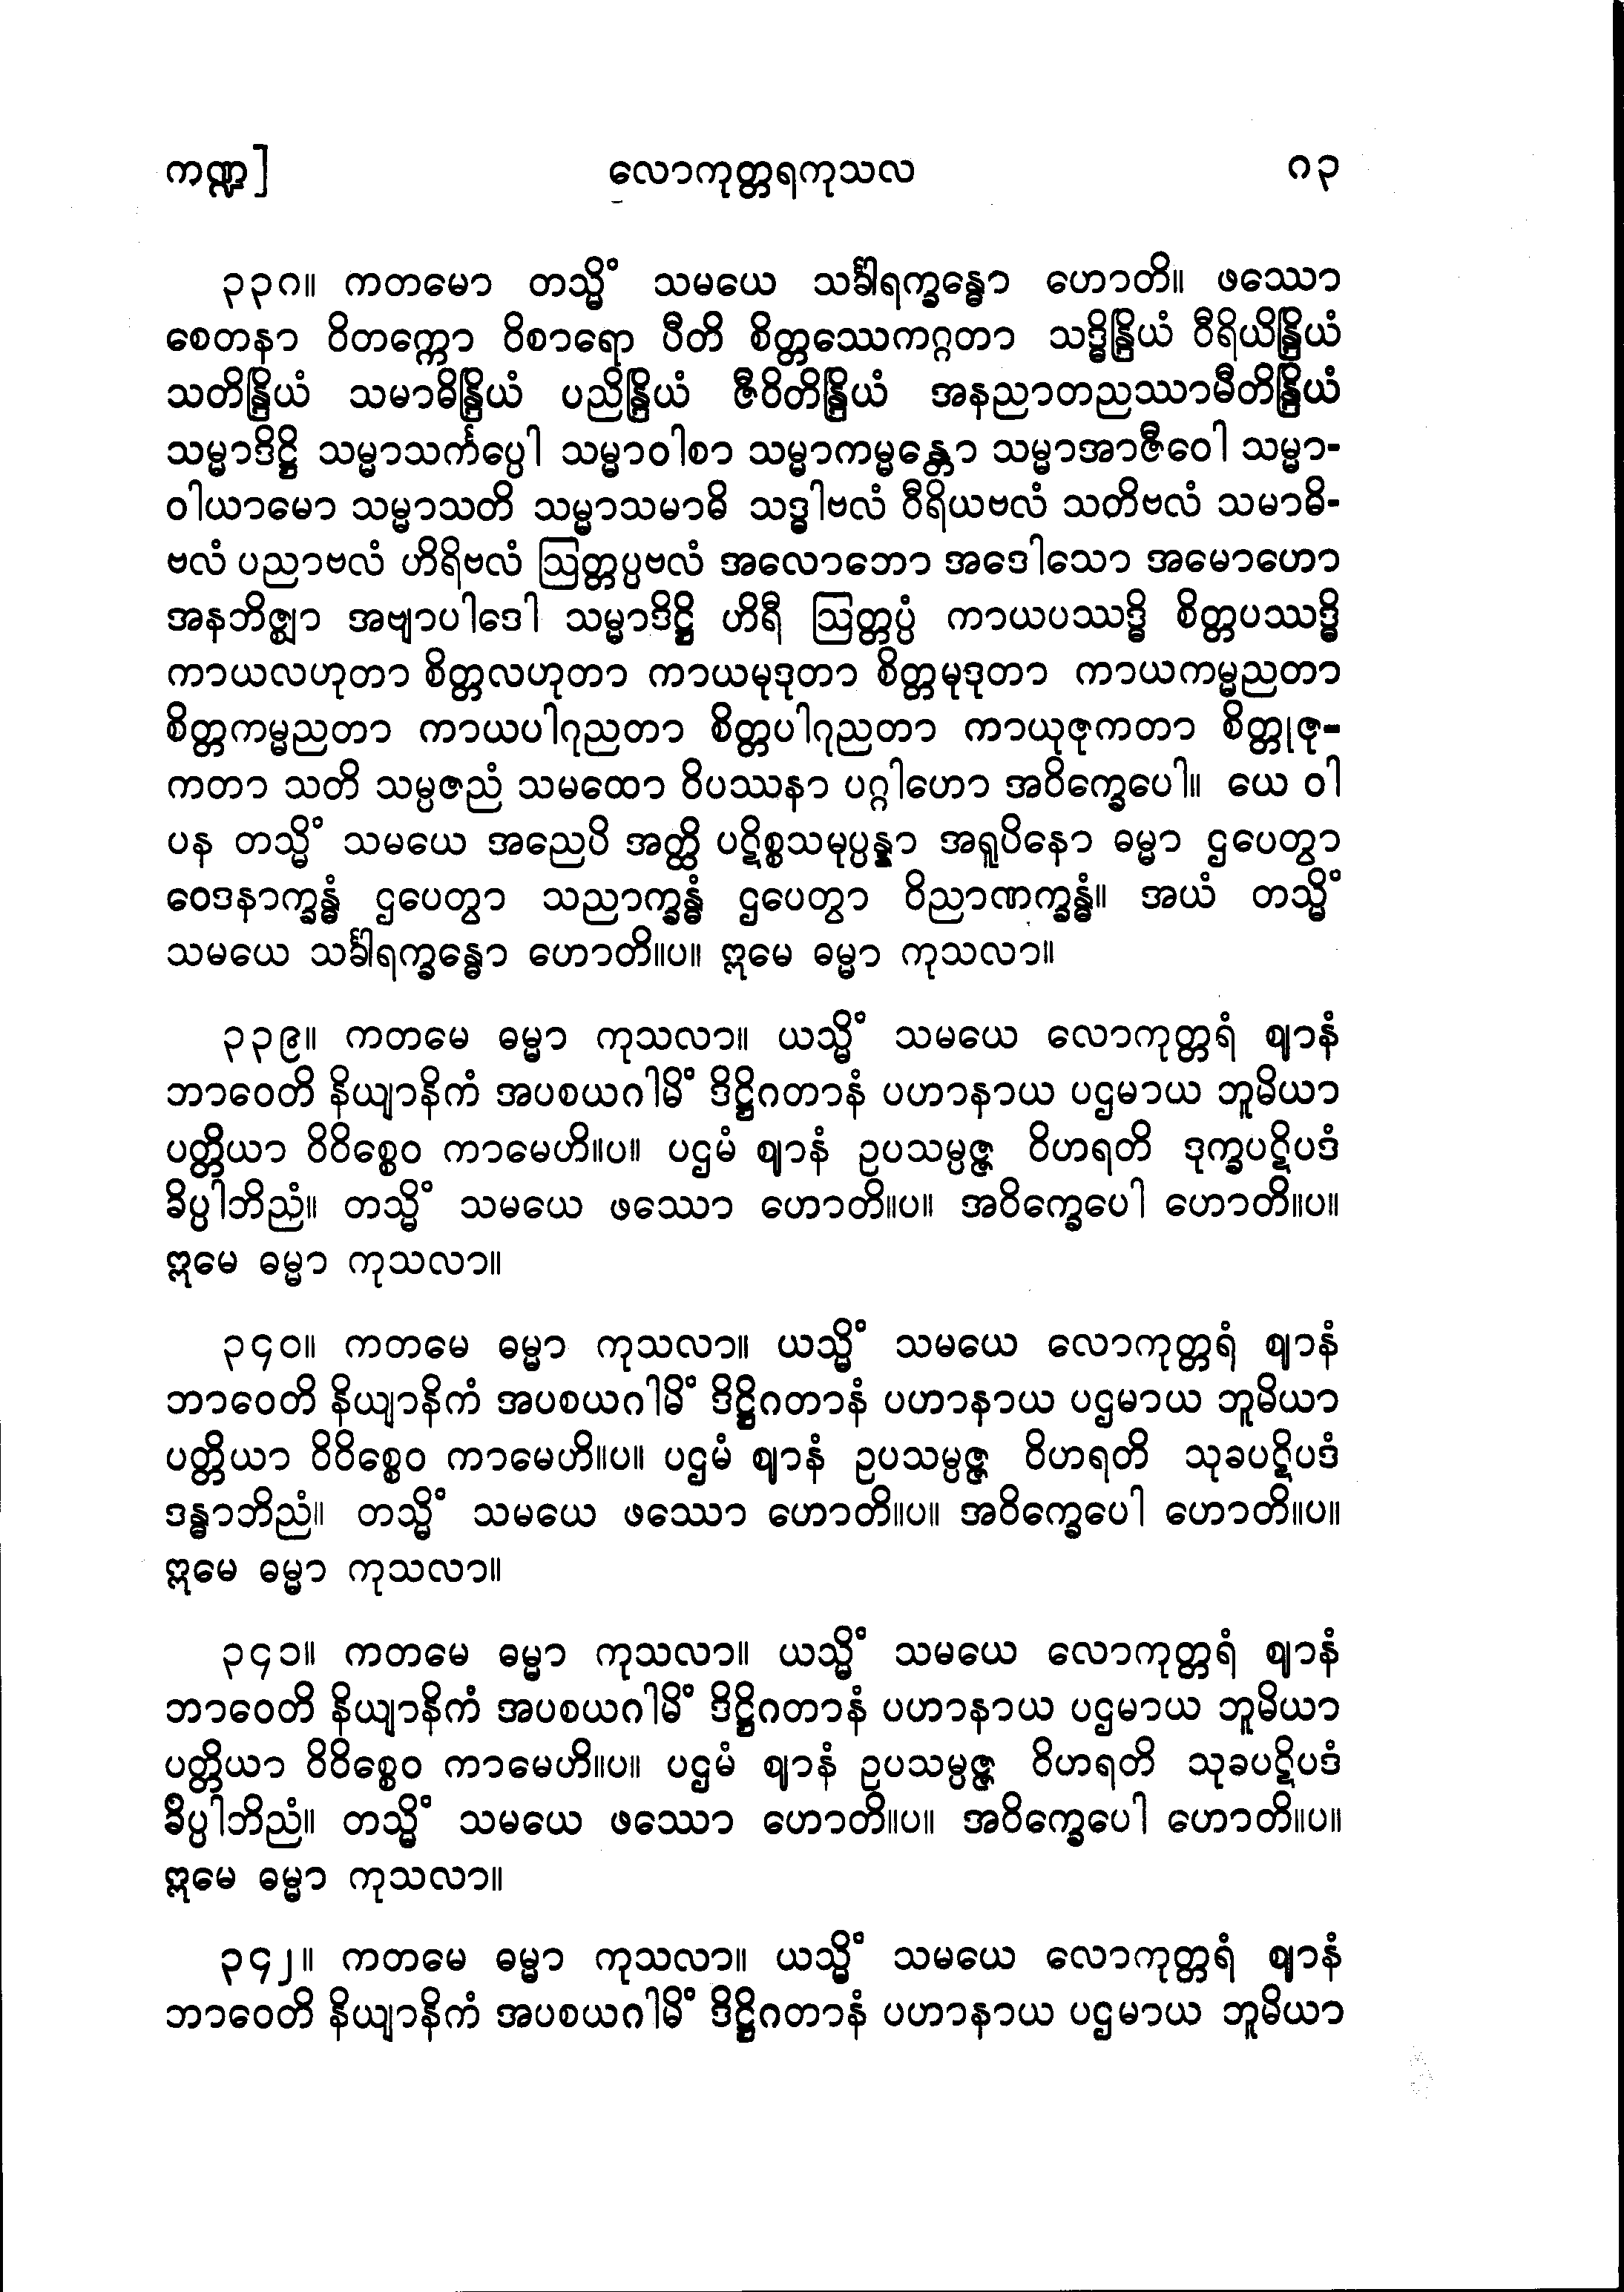 ကဏ္ဍ] လောကုတ္တရကုသလ ၈၃
၃၃၈။ ကတမော တသ္မိံ သမယေ သင်္ခါရက္ခန္ဓော ဟောတိ။ ဖဿော
စေတနာ ဝိတက္ကော ဝိစာရော ပီတိ စိတ္တဿေကဂ္ဂတာ သဒ္ဓိန္ဒြိယံ ဝီရိယိန္ဒြိယံ
သတိန္ဒြိယံ သမာဓိန္ဒြိယံ ပညိန္ဒြိယံ ဇီဝိတိန္ဒြိယံ အနညာတညဿာမီတိန္ဒြိယံ
သမ္မာဒိဋ္ဌိ သမ္မာသင်္ကပ္ပေါ သမ္မာဝါစာ သမ္မာကမ္မန္တော သမ္မာအာဇီဝေါ သမ္မာ-
ဝါယာမော သမ္မာသတိ သမ္မာသမာဓိ သဒ္ဓါဗလံ ဝီရိယဗလံ သတိဗလံ သမာဓိ-
ဗလံ ပညာဗလံ ဟိရိဗလံ ဩတ္တပ္ပဗလံ အလောဘော အဒေါသော အမောဟော
အနဘိဇ္ဈာ အဗျာပါဒေါ သမ္မာဒိဋ္ဌိ ဟိရီ ဩတ္တပ္ပံ ကာယပဿဒ္ဓိ စိတ္တပဿဒ္ဓိ
ကာယလဟုတာ စိတ္တလဟုတာ ကာယမုဒုတာ စိတ္တမုဒုတာ ကာယကမ္မညတာ
စိတ္တကမ္မညတာ ကာယပါဂုညတာ စိတ္တပါဂုညတာ ကာယုဇုကတာ စိတ္တုဇု-
ကတာ သတိ သမ္ပဇညံ သမထော ဝိပဿနာ ပဂ္ဂါဟော အဝိက္ခေပေါ။ ယေ ဝါ
ပန တသ္မိံ သမယေ အညေပိ အတ္ထိ ပဋိစ္စသမုပ္ပန္နာ အရူပိနော ဓမ္မာ ဌပေတွာ
ဝေဒနာက္ခန္ဓံ ဌပေတွာ သညာက္ခန္ဓံ ဌပေတွာ ဝိညာဏက္ခန္ဓံ။ အယံ တသ္မိံ
သမယေ သင်္ခါရက္ခန္ဓော ဟောတိ။ပ။ ဣမေ ဓမ္မာ ကုသလာ။
၃၃၉။ ကတမေ ဓမ္မာ ကုသလာ။ ယသ္မိံ သမယေ လောကုတ္တရံ ဈာနံ
ဘာဝေတိ နိယျာနိကံ အပစယဂါမိံ ဒိဋ္ဌိဂတာနံ ပဟာနာယ ပဌမာယ ဘူမိယာ
ပတ္တိယာ ဝိဝိစ္စေဝ ကာမေဟိ။ပ။ ပဌမံ ဈာနံ ဥပသမ္ပဇ္ဇ ဝိဟရတိ ဒုက္ခပဋိပဒံ
ခိပ္ပါဘိညံ။ တသ္မိံ သမယေ ဖဿော ဟောတိ။ပ။ အဝိက္ခေပေါ ဟောတိ။ပ။
ဣမေ ဓမ္မာ ကုသလာ။
၃၄၀။ ကတမေ ဓမ္မာ ကုသလာ။ ယသ္မိံ သမယေ လောကုတ္တရံ ဈာနံ
ဘာဝေတိ နိယျာနိကံ အပစယဂါမိံ ဒိဋ္ဌိဂတာနံ ပဟာနာယ ပဌမာယ ဘူမိယာ
ပတ္တိယာ ဝိဝိစ္စေဝ ကာမေဟိ။ပ။ ပဌမံ ဈာနံ ဥပသမ္ပဇ္ဇ ဝိဟရတိ သုခပဋိပဒံ
ဒန္ဓာဘိညံ။ တသ္မိံ သမယေ ဖဿော ဟောတိ။ပ။ အဝိက္ခေပေါ ဟောတိ။ပ။
ဣမေ ဓမ္မာ ကုသလာ။
၃၄၁။ ကတမေ ဓမ္မာ ကုသလာ။ ယသ္မိံ သမယေ လောကုတ္တရံ ဈာနံ
ဘာဝေတိ နိယျာနိကံ အပစယဂါမိံ ဒိဋ္ဌိဂတာနံ ပဟာနာယ ပဌမာယ ဘူမိယာ
ပတ္တိယာ ဝိဝိစ္စေဝ ကာမေဟိ။ပ။ ပဌမံ ဈာနံ ဥပသမ္ပဇ္ဇ ဝိဟရတိ သုခပဋိပဒံ
ခိပ္ပါဘိညံ။ တသ္မိံ သမယေ ဖဿော ဟောတိ။ပ။ အဝိက္ခေပေါ ဟောတိ။ပ။
ဣမေ ဓမ္မာ ကုသလာ။
၃၄၂။ ကတမေ ဓမ္မာ ကုသလာ။ ယသ္မိံ သမယေ လောကုတ္တရံ ဈာနံ
ဘာဝေတိ နိယျာနိကံ အပစယဂါမိံ ဒိဋ္ဌိဂတာနံ ပဟာနာယ ပဌမာယ ဘူမိယာ